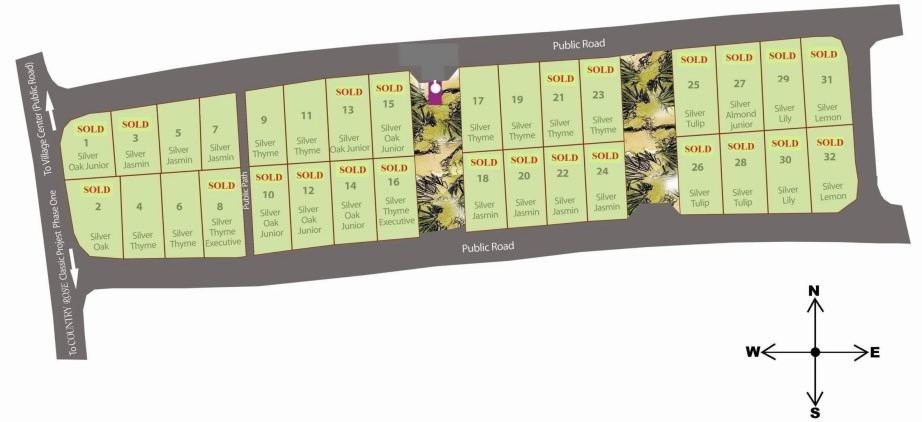 Public Road
To Village Center (Public Road)
To COUNTRY ROSE Classic Projest Phase One
SOLD
1
Silver
Oak Junior
SOLD
3
Silver
Jasmin
5
Silver
Jasmin
7
Silver
Jasmin
9
Silver
Thyme
11
Silver
Thyme
SOLD
13
Silver
Oak Junior
SOLD
15
Silver
Oak
Junior
17
Silver
Thyme
19
Silver
Thyme
SOLD
21
Silver
Thyme
SOLD
23
Silver
Thyme
SOLD
25
Silver
Tulip
SOLD
27
Silver
Almond
junior
SOLD
29
Silver
Lily
SOLD
31
Silver
Lemon
SOLD
2
Silver
Oak
4
Silver
Thyme
6
Silver
Thyme
SOLD
8
Silver
Thyme
Executive
Public Path
SOLD
10
Silver
Oak
Junior
SOLD
12
Silver
Oak
Junior
SOLD
14
Silver
Oak
Junior
SOLD
16
Silver
Thyme
Executive
SOLD
18
Silver
Jasmin
SOLD
20
Silver
Jasmin
SOLD
22
Silver
Jasmin
SOLD
24
Silver
Jasmin
SOLD
26
Silver
Tulip
SOLD
28
Silver
Tulip
SOLD
30
Silver
Lily
SOLD
32
Silver
Lemon
Public Road
N
W
E
S